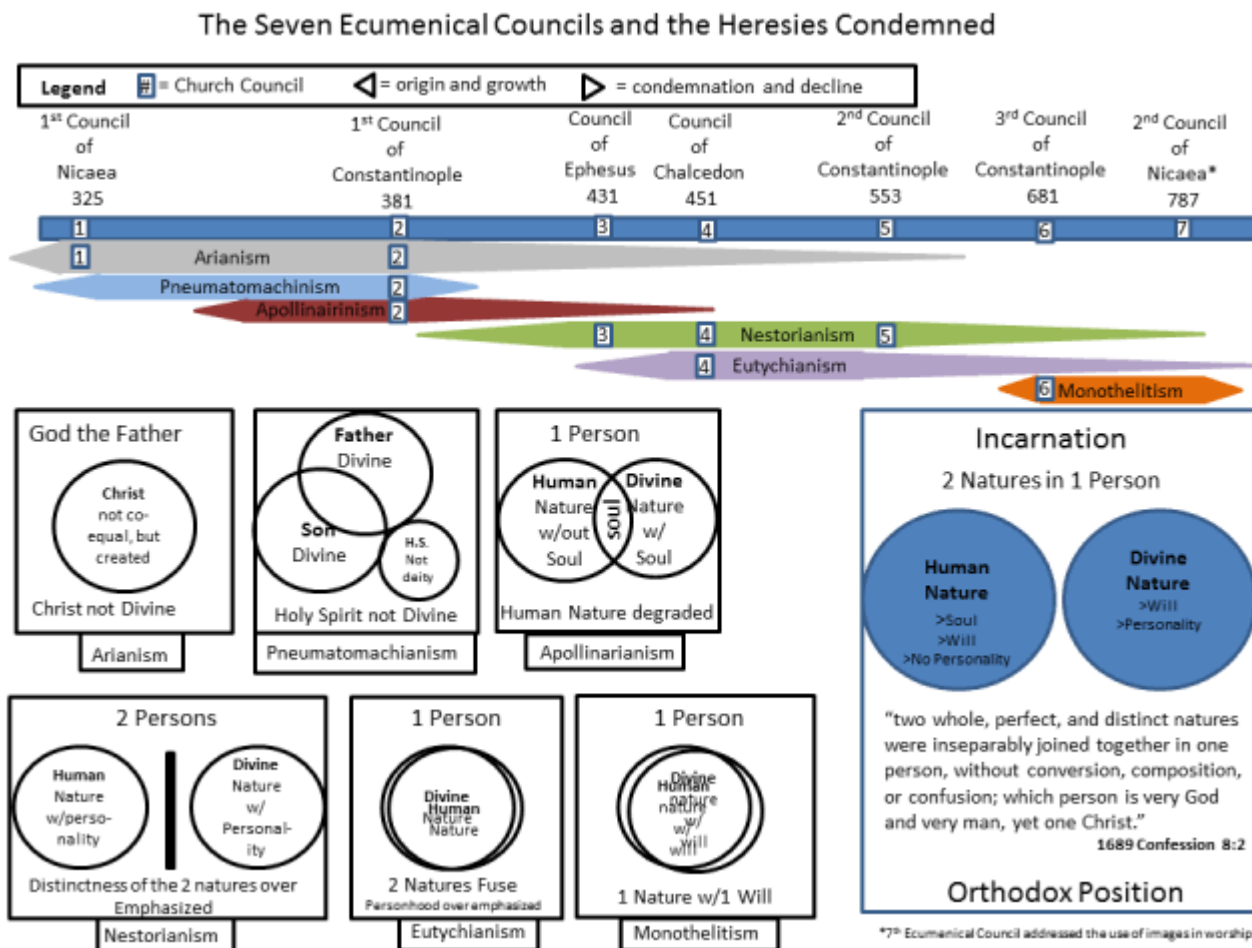 The Seven Ecumenical Councils and the Heresies Condemned
Legend # = Church Council = origin and growth = condemnation and decline
1st Council
of
Nicaea
325
1st Council
of
Constantinople
381
Council
of
Ephesus
431
Council
of
Chalcedon
451
2nd Council
of
Constantinople
553
3rd Council
of
Constantinople
681
2nd Council
of
Nicaea*
787
1 2 3 4 5 6 7
1 Arianism 2
Pneumatomachinism 2
Apollinairinism 2
3 4 Nestorianism 5
4 Eutychianism
6 Monothelitism
God the Father
Christ
not co-
equal, but
created
Christ not Divine
Arianism
Father
Divine
Son
Divine
H.S.
Not
deity
Holy Spirit not Divine
Pneumatomachianism
1 Person
Human
Nature
w/out
Soul
soul
Divine
Nature
w/
Soul
Human Nature degraded
Apollinarianism
2 Persons
Human
Nature
w/perso-
nality
Divine
Nature
w/
Personal-
ity
Distinctness of the 2 natures over
Emphasized
Nestorianism
1 Person
Divine
Human
Nature
Nature
2 Natures Fuse
Personhood over emphasized
Eutychianism
1 Person
Divine
Human
nature
nature
w/
w/
will
will
1 Nature w/1 Will
Monothelitism
Incarnation
2 Natures in 1 Person
Human
Nature
>Soul
>Will
>No Personality
Divine
Nature
>Will
>Personality
“two whole, perfect, and distinct natures
were inseparably joined together in one
person, without conversion, composition,
or confusion; which person is very God
and very man, yet one Christ.”
1689 Confession 8:2
Orthodox Position
*7th Ecumenical Council addressed the use of images in worship